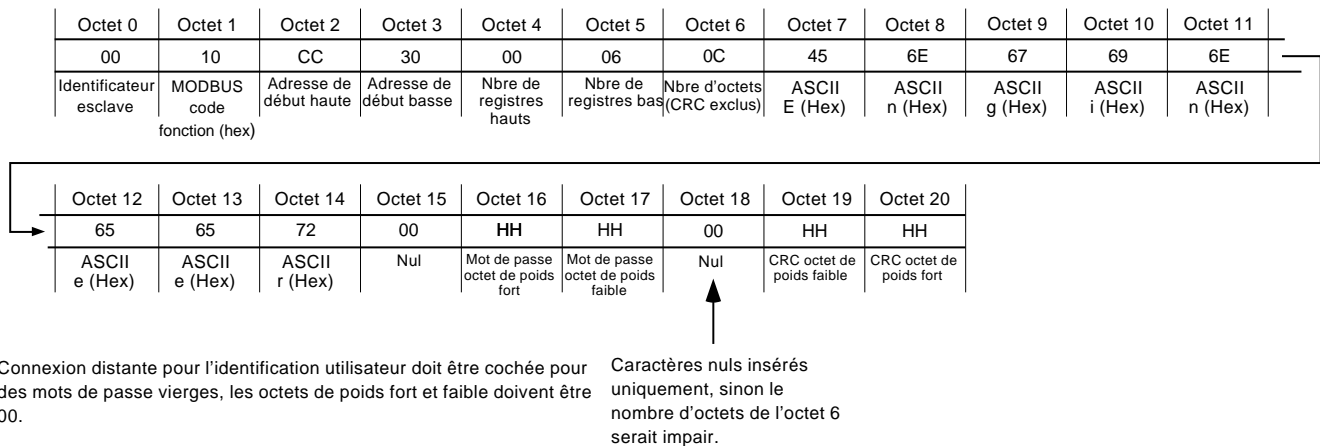 Octet 0 Octet 1 Octet 2 Octet 3 Octet 4 Octet 5 Octet 6 Octet 7 Octet 8 Octet 9 Octet 10 Octet 11
00 10 CC 30 00 06 0C 45 6E 67 69 6E
Identificateur MODBUS Adresse de Adresse de Nbre de Nbre de Nbre d'octets ASCII ASCII ASCII ASCII ASCII
esclave code début haute début basse registres registres bas (CRC exclus) E (Hex) n (Hex) g (Hex) i (Hex) n (Hex)
fonction (hex) hauts
Octet 12 Octet 13 Octet 14 Octet 15 Octet 16 Octet 17 Octet 18 Octet 19 Octet 20
65 65 72 00 HH HH 00 HH HH
ASCII ASCII ASCII Nul Mot de passe Mot de passe Nul CRC octet de CRC octet de
e (Hex) e (Hex) r (Hex) octet de poids octet de poids poids faible poids fort
fort faible
Connexion distante pour l'identification utilisateur doit être cochée pour
des mots de passe vierges, les octets de poids fort et faible doivent être
00.
Caractères nuls insérés
uniquement, sinon le
nombre d'octets de l'octet 6
serait impair.